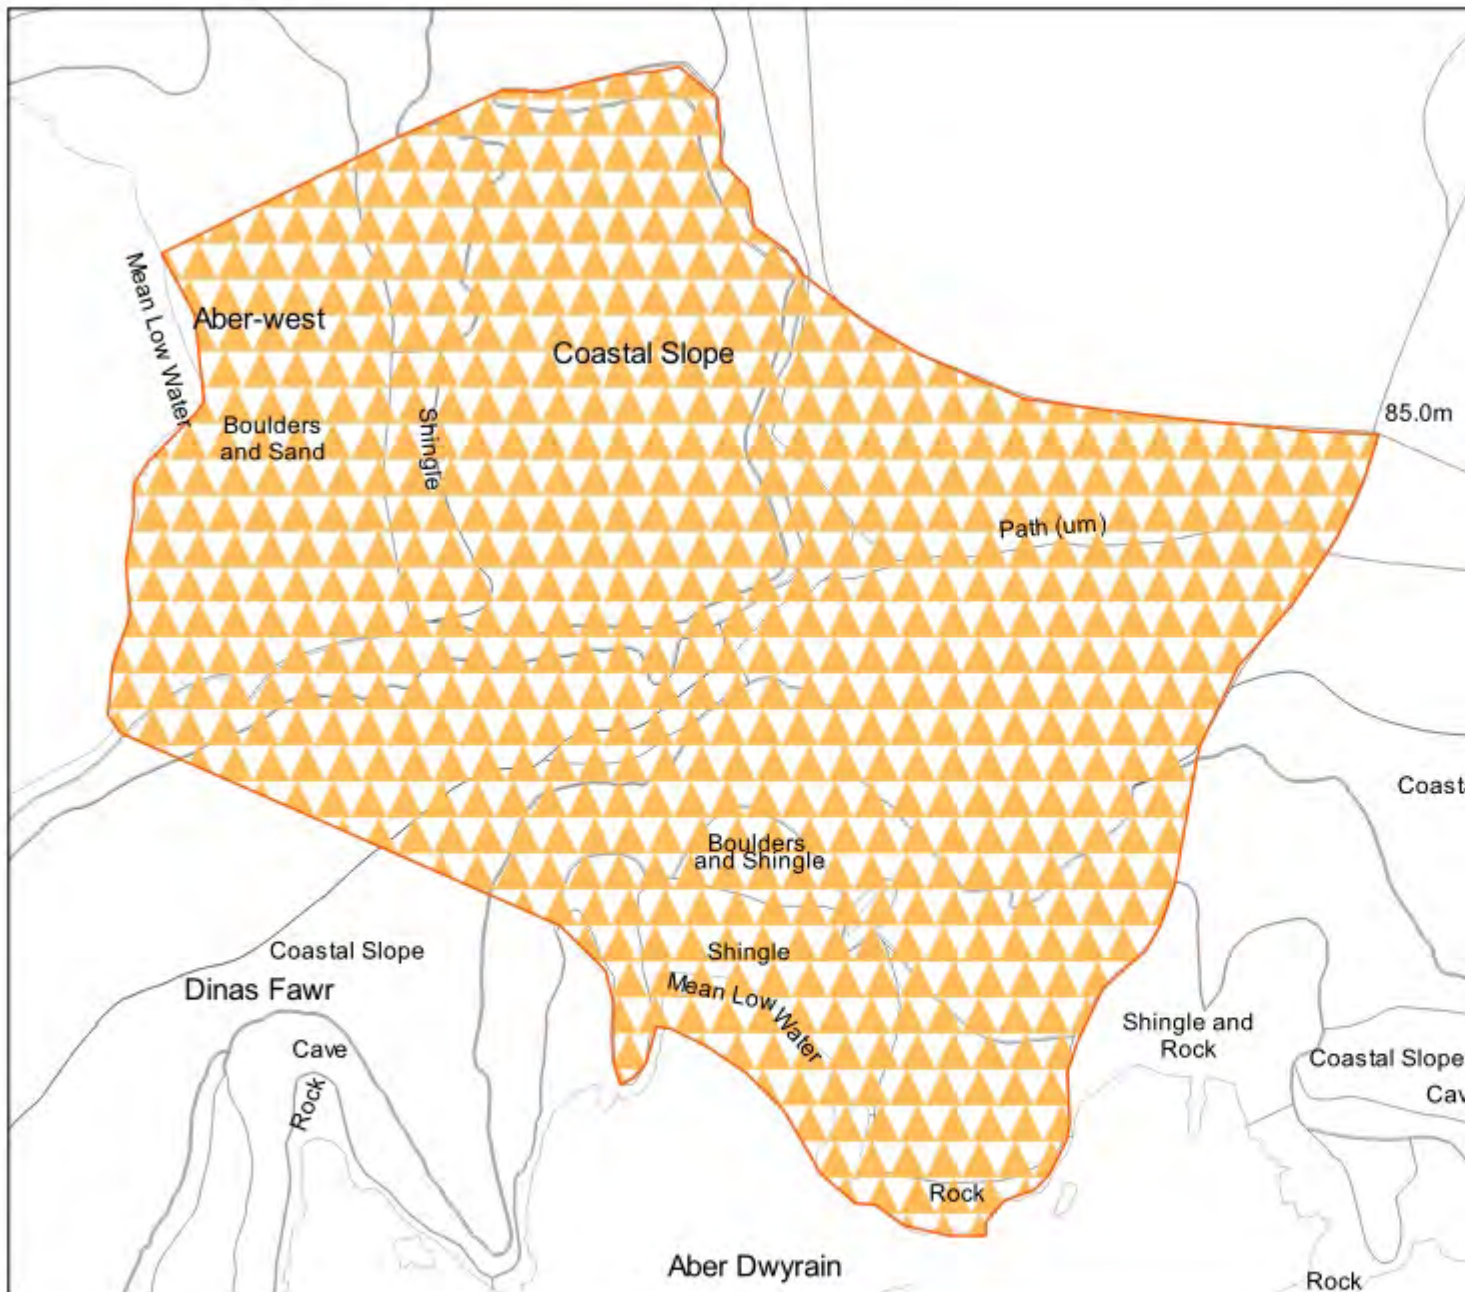 Mean Low Water
Aber-west
Coastal Slope
85.0m
Boulders
and Sand
Shingle
Path (um)
Coast
Boulders
and Shingle
Coastal Slope
Shingle
Dinas Fawr
Mean Low Water
Shingle and
Rock
Cave
Coastal Slope
Rock
Cav
Rock
Aber Dwyrain
Rock